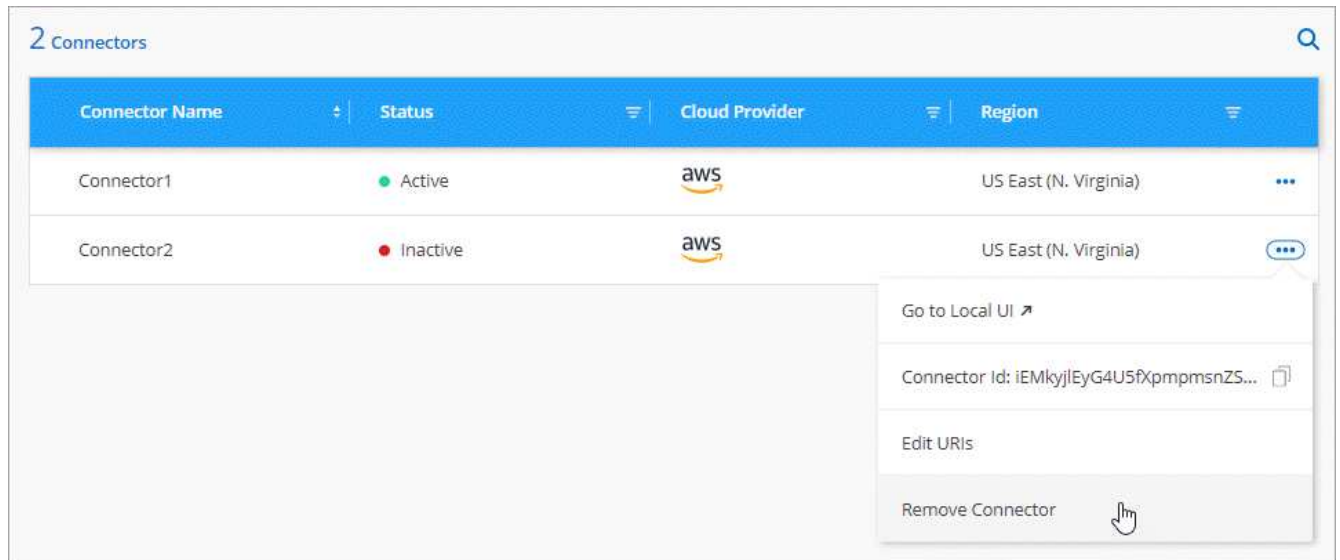 2 Connectors
Connector Name Status Cloud Provider Region
Connector1 Active aws US East (N. Virginia)
Connector2 Inactive aws US East (N. Virginia)
Go to Local UI
Connector Id: iEMkyjlEyG4U5fXpmpmsnZS...
Edit URIs
Remove Connector